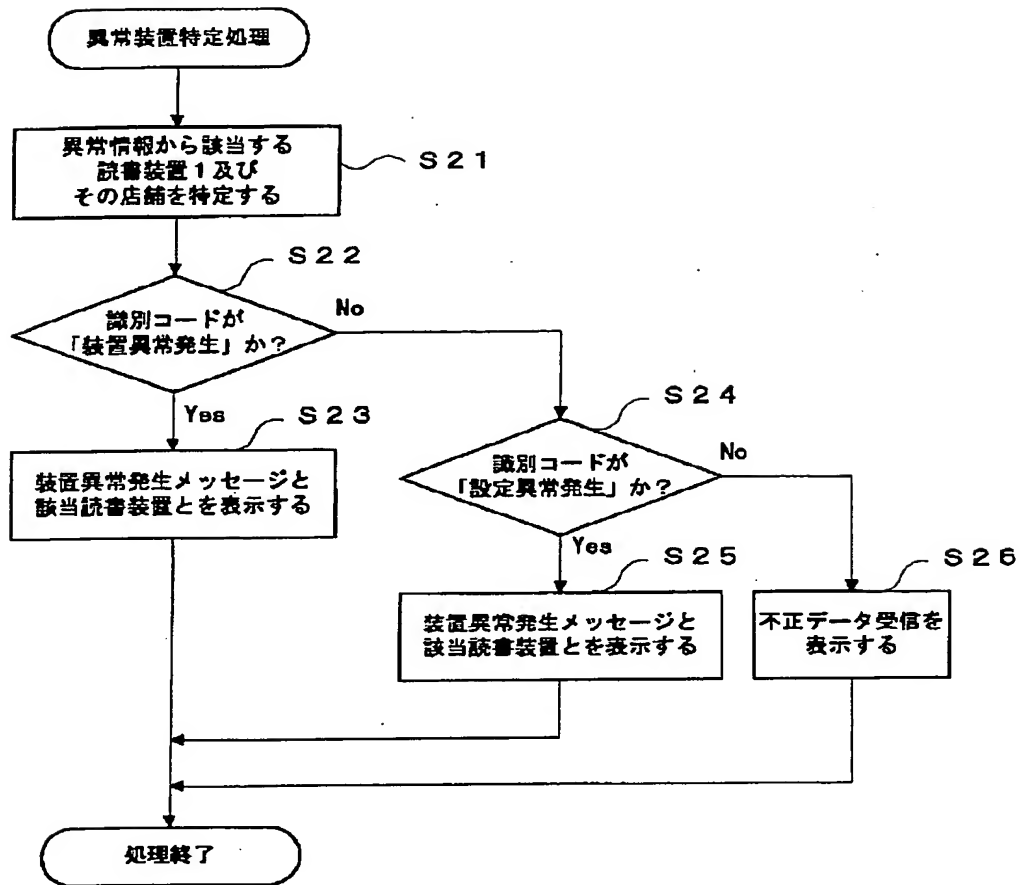 異常装置特定処理
異常情報から該当する
読書装置1及び
その店舗を特定する
S21
S22
識別コードが
「装置異常発生」か?
No
Yes
S23
装置異常発生メッセージと
該当読書装置とを表示する
S24
識別コードが
「設定異常発生」か?
No
Yes
S25
装置異常発生メッセージと
該当読書装置とを表示する
S26
不正データ受信を
表示する
処理終了